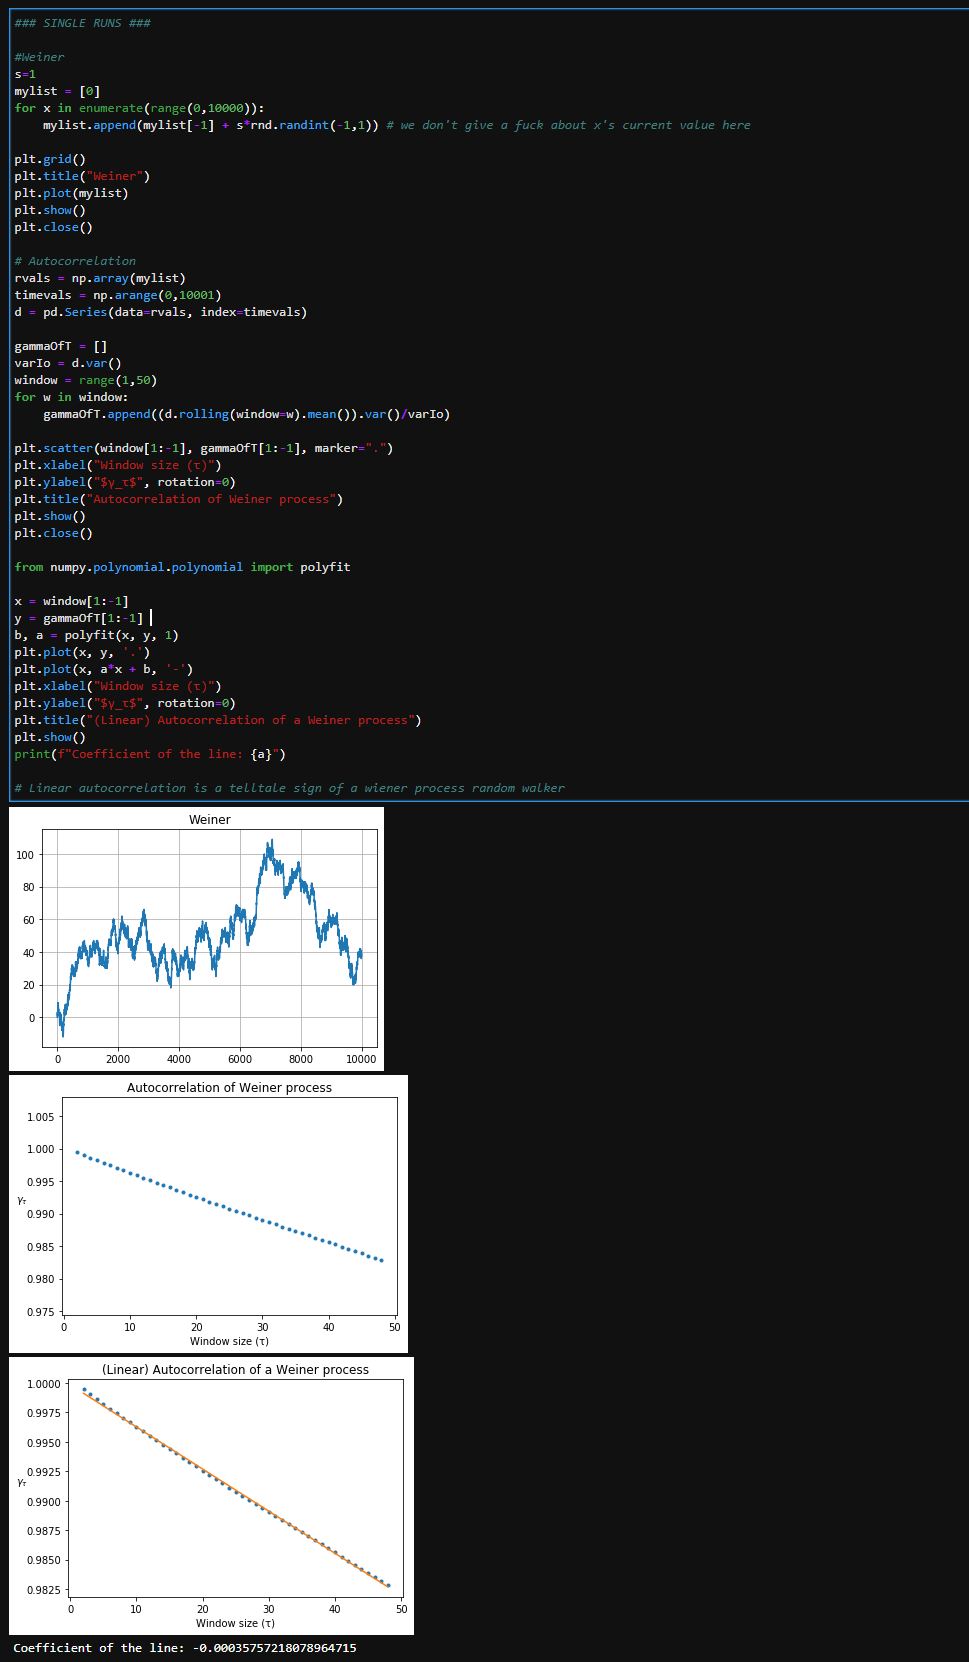 ### SINGLE RUNS ###
#Weiner
s=1
mylist = [0]
for x in enumerate(range(0,10000)):
    mylist.append(mylist[-1] + s*rnd.randint(-1,1)) # we don't give a fuck about x's current value here
plt.grid()
plt.title("Weiner")
plt.plot(mylist)
plt.show()
plt.close()
# Autocorrelation
rvals = np.array(mylist)
timevals = np.arange(0,10001)
d = pd.Series(data=rvals, index=timevals)
gammaOfT = []
varIo = d.var()
window = range(1,50)
for w in window:
    gammaOfT.append((d.rolling(window=w).mean()).var()/varIo)
plt.scatter(window[1:-1], gammaOfT[1:-1], marker=".")
plt.xlabel("Window size (τ)")
plt.ylabel("$γ_τ$", rotation=0)
plt.title("Autocorrelation of Weiner process")
plt.show()
plt.close()
from numpy.polynomial.polynomial import polyfit
x = window[1:-1]
y = gammaOfT[1:-1]
b, a = polyfit(x, y, 1)
plt.plot(x, y, '.')
plt.plot(x, a*x + b, '-')
plt.xlabel("Window size (τ)")
plt.ylabel("$γ_τ$", rotation=0)
plt.title("(Linear) Autocorrelation of a Weiner process")
plt.show()
print(f"Coefficient of the line: {a}")
# Linear autocorrelation is a telltale sign of a wiener process random walker
Weiner
100
80
60
40
20
0
0 2000 4000 6000 8000 10000
Autocorrelation of Weiner process
1.005
1.000
0.995
γτ
0.990
0.985
0.980
0.975
0 10 20 30 40 50
Window size (τ)
(Linear) Autocorrelation of a Weiner process
1.0000
0.9975
0.9950
0.9925
γτ
0.9900
0.9875
0.9850
0.9825
0 10 20 30 40 50
Window size (τ)
Coefficient of the line: -0.00035757218078964715